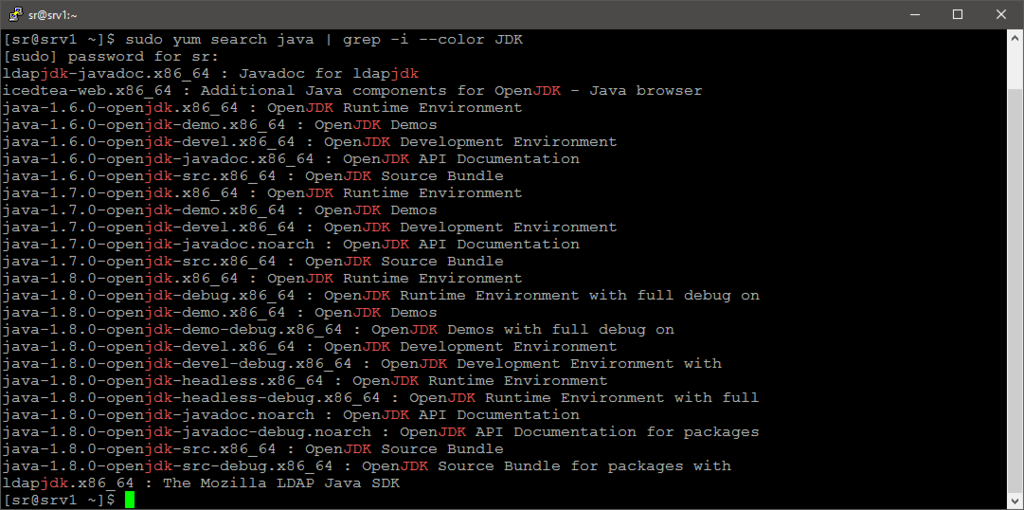 sr@srv1:~
[sr@srv1 ~]$ sudo yum search java | grep -i --color JDK
[sudo] password for sr:
ldapjdk-javadoc.x86_64 : Javadoc for ldapjdk
icedtea-web.x86_64 : Additional Java components for OpenJDK - Java browser
java-1.6.0-openjdk.x86_64 : OpenJDK Runtime Environment
java-1.6.0-openjdk-demo.x86_64 : OpenJDK Demos
java-1.6.0-openjdk-devel.x86_64 : OpenJDK Development Environment
java-1.6.0-openjdk-javadoc.x86_64 : OpenJDK API Documentation
java-1.6.0-openjdk-src.x86_64 : OpenJDK Source Bundle
java-1.7.0-openjdk.x86_64 : OpenJDK Runtime Environment
java-1.7.0-openjdk-demo.x86_64 : OpenJDK Demos
java-1.7.0-openjdk-devel.x86_64 : OpenJDK Development Environment
java-1.7.0-openjdk-javadoc.noarch : OpenJDK API Documentation
java-1.7.0-openjdk-src.x86_64 : OpenJDK Source Bundle
java-1.8.0-openjdk.x86_64 : OpenJDK Runtime Environment
java-1.8.0-openjdk-debug.x86_64 : OpenJDK Runtime Environment with full debug on
java-1.8.0-openjdk-demo.x86_64 : OpenJDK Demos
java-1.8.0-openjdk-demo-debug.x86_64 : OpenJDK Demos with full debug on
java-1.8.0-openjdk-devel.x86_64 : OpenJDK Development Environment
java-1.8.0-openjdk-devel-debug.x86_64 : OpenJDK Development Environment with
java-1.8.0-openjdk-headless.x86_64 : OpenJDK Runtime Environment
java-1.8.0-openjdk-headless-debug.x86_64 : OpenJDK Runtime Environment with full
java-1.8.0-openjdk-javadoc.noarch : OpenJDK API Documentation
java-1.8.0-openjdk-javadoc-debug.noarch : OpenJDK API Documentation for packages
java-1.8.0-openjdk-src.x86_64 : OpenJDK Source Bundle
java-1.8.0-openjdk-src-debug.x86_64 : OpenJDK Source Bundle for packages with
ldapjdk.x86_64 : The Mozilla LDAP Java SDK
[sr@srv1 ~]$